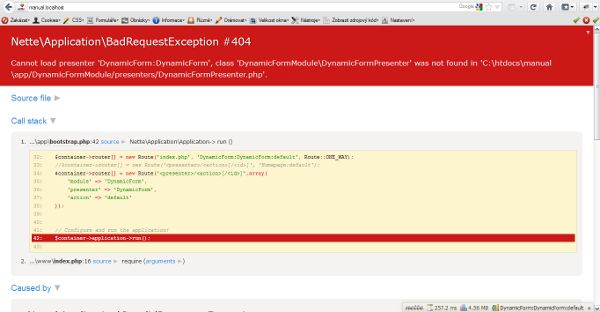 manual.localhost
Google
Zakázat Cookies CSS Formuláře Obrázky Informace Různé Orámovat Velikost okna Nástroje Zobrazit zdrojový kód Nastavení
Nette\Application\BadRequestException #404
Cannot load presenter 'DynamicForm:DynamicForm', class 'DynamicFormModule\DynamicFormPresenter' was not found in 'C:\htdocs\manual
\app/DynamicFormModule/presenters/DynamicFormPresenter.php'.
Source file ►
Call stack ▼
1. ...\app\bootstrap.php:42 source ► Nette\Application\Application-> run ()
32: $container->router[] = new Route('index.php', 'DynamicForm:DynamicForm:default', Route::ONE_WAY);
33: //$container->router[] = new Route('<presenter>/<action>[/<id>]', 'Homepage:default');
34: $container->router[] = new Route('<presenter>/<action>[/<id>]',array(
35: 'module' => 'DynamicForm',
36: 'presenter' => 'DynamicForm',
37: 'action' => 'default'
38: ));
39:
40:
41: // Configure and run the application!
42: $container->application->run();
43:
2. ...\www\index.php:16 source ► require (arguments ►)
Caused by ▼
nette 257.2 ms 4.56 MB DynamicForm:DynamicForm:default